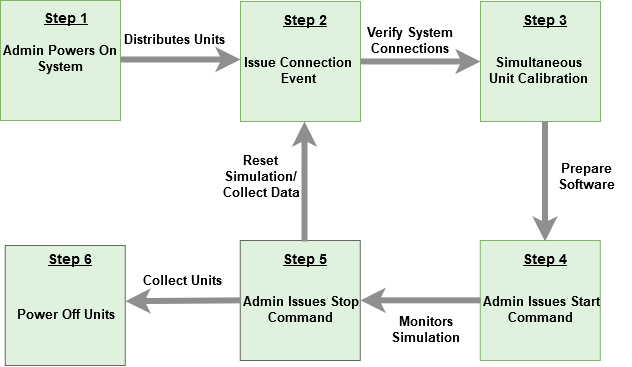 Step 1
Admin Powers On
System
Distributes Units
Step 2
Issue Connection
Event
Verify System
Connections
Step 3
Simultaneous
Unit Calibration
Prepare
Software
Step 4
Admin Issues Start
Command
Monitors
Simulation
Step 5
Admin Issues Stop
Command
Reset
Simulation/
Collect Data
Collect Units
Step 6
Power Off Units